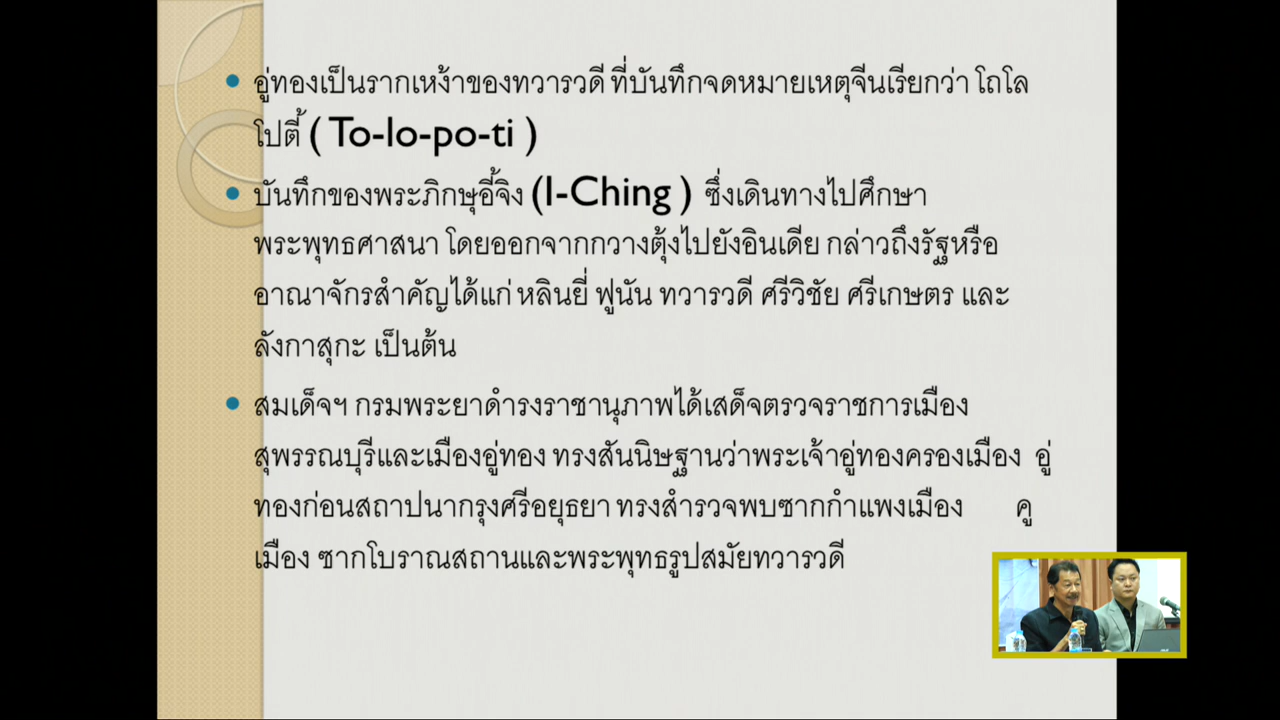 อู่ทองเป็นรากเหง้าของทวารวดี ที่บันทึกจดหมายเหตุจีนเรียกว่า โถโล
โปตี้ ( To-lo-po-ti )
บันทึกของพระภิกษุอี้จิง (I-Ching ) ซึ่งเดินทางไปศึกษา
พระพุทธศาสนา โดยออกจากกวางตุ้งไปยังอินเดีย กล่าวถึงรัฐหรือ
อาณาจักรสำคัญได้แก่ หลินยี่ ฟูนัน ทวารวดี ศรีวิชัย ศรีเกษตร และ
ลังกาสุกะ เป็นต้น
สมเด็จฯ กรมพระยาดำรงราชานุภาพได้เสด็จตรวจราชการเมือง
สุพรรณบุรีและเมืองอู่ทอง ทรงสันนิษฐานว่าพระเจ้าอู่ทองครองเมือง อู่
ทองก่อนสถาปนากรุงศรีอยุธยา ทรงสำรวจพบซากกำแพงเมือง คู
เมือง ซากโบราณสถานและพระพุทธรูปสมัยทวารวดี